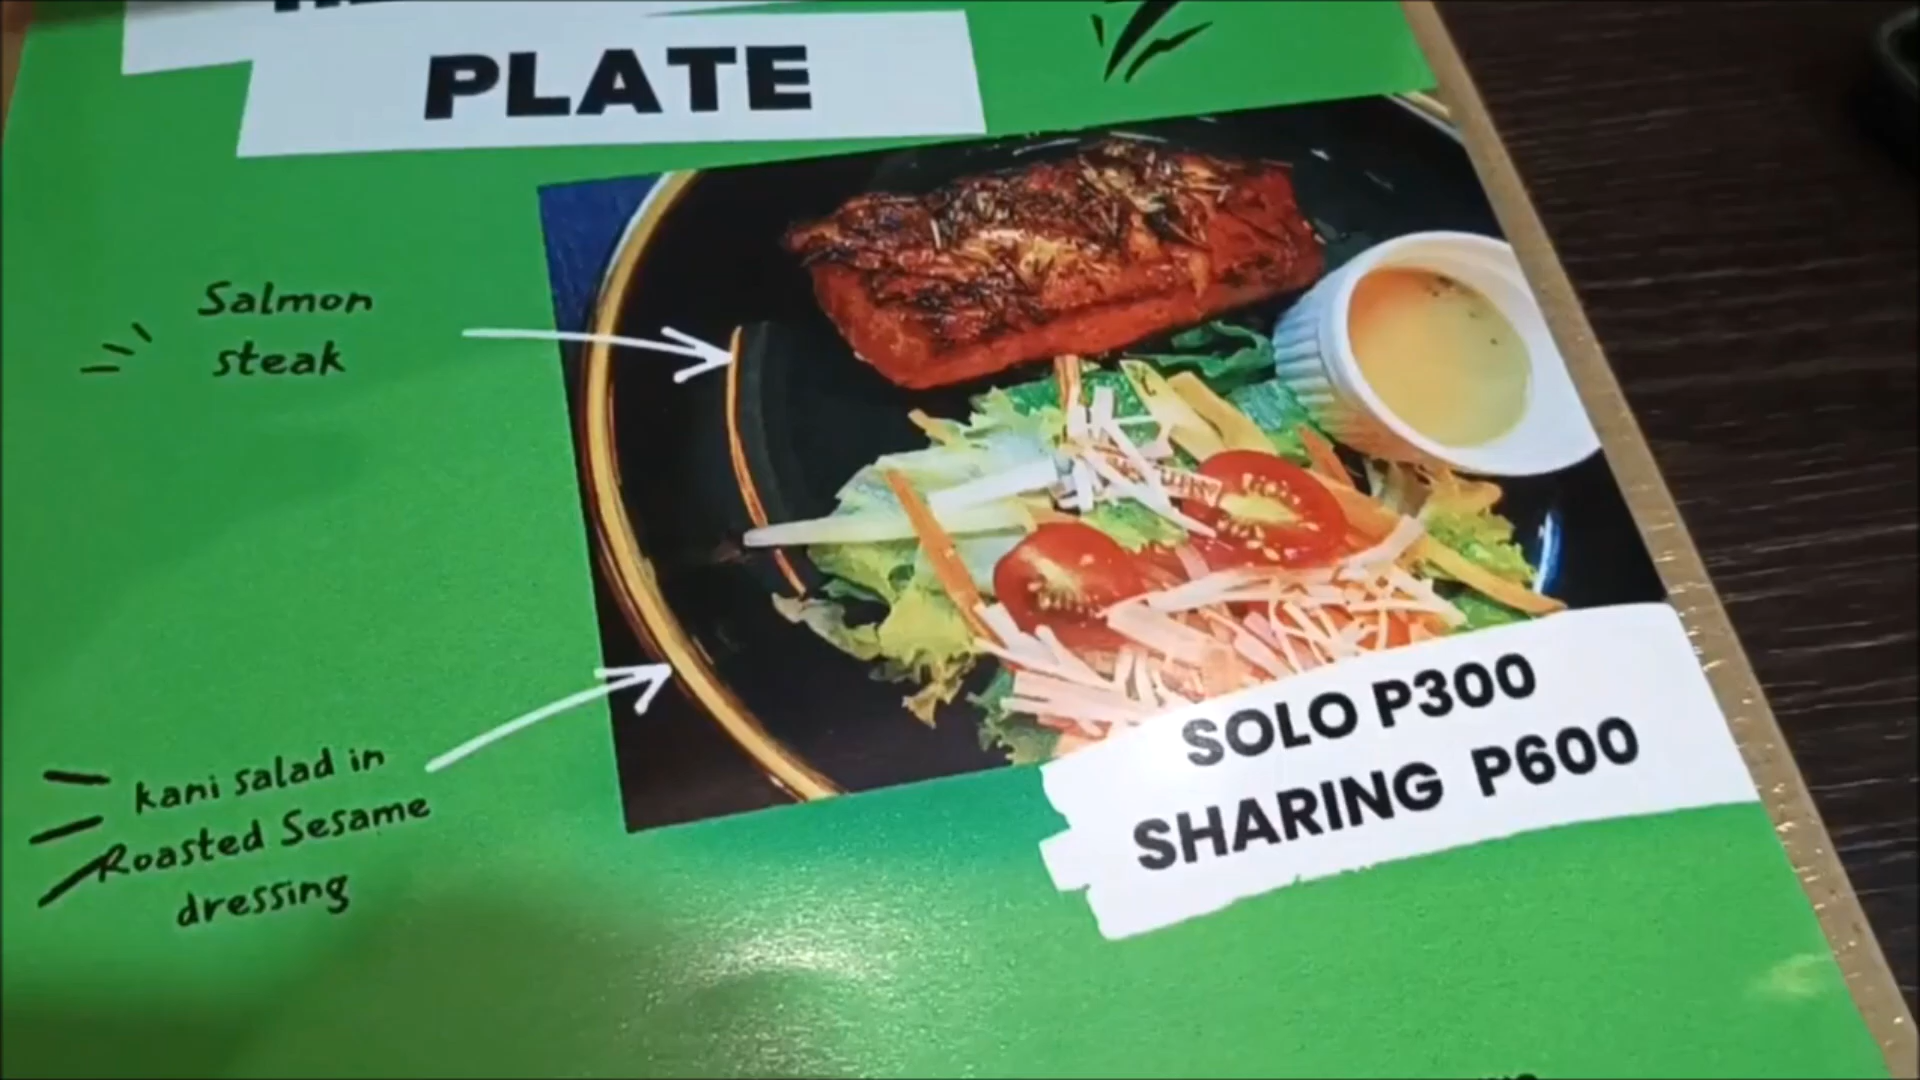 PLATE
Salmon
steak
kani salad in
Roasted Sesame
dressing
SOLO P300
SHARING P600